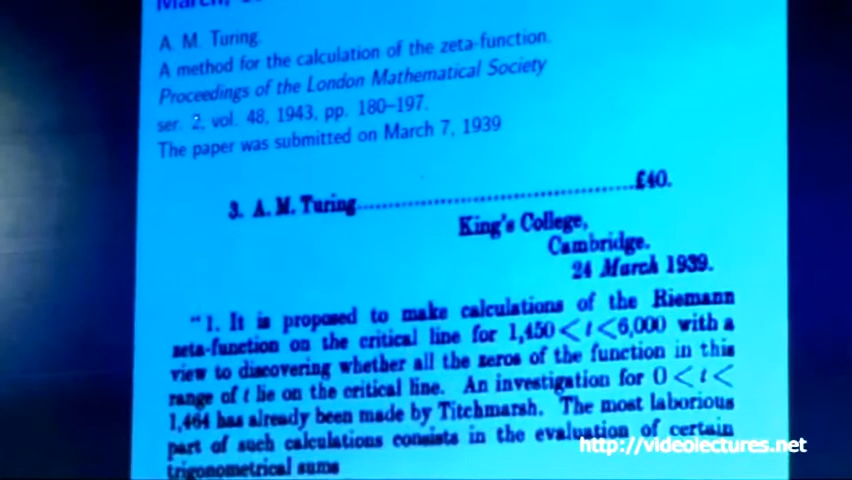 March,
A. M. Turing.
A method for the calculation of the zeta-function.
Proceedings of the London Mathematical Society
ser. 2, vol. 48, 1943, pp. 180–197.
The paper was submitted on March 7, 1939
3. A. M. Turing........................................£40.
King's College,
Cambridge.
24 March 1939.
"1. It is proposed to make calculations of the Riemann
zeta-function on the critical line for 1,450 < t < 6,000 with a
view to discovering whether all the zeros of the function in this
range of t lie on the critical line. An investigation for 0 < t <
1,464 has already been made by Titchmarsh. The most laborious
part of such calculations consists in the evaluation of certain
trigonometrical sums
http://videolectures.net